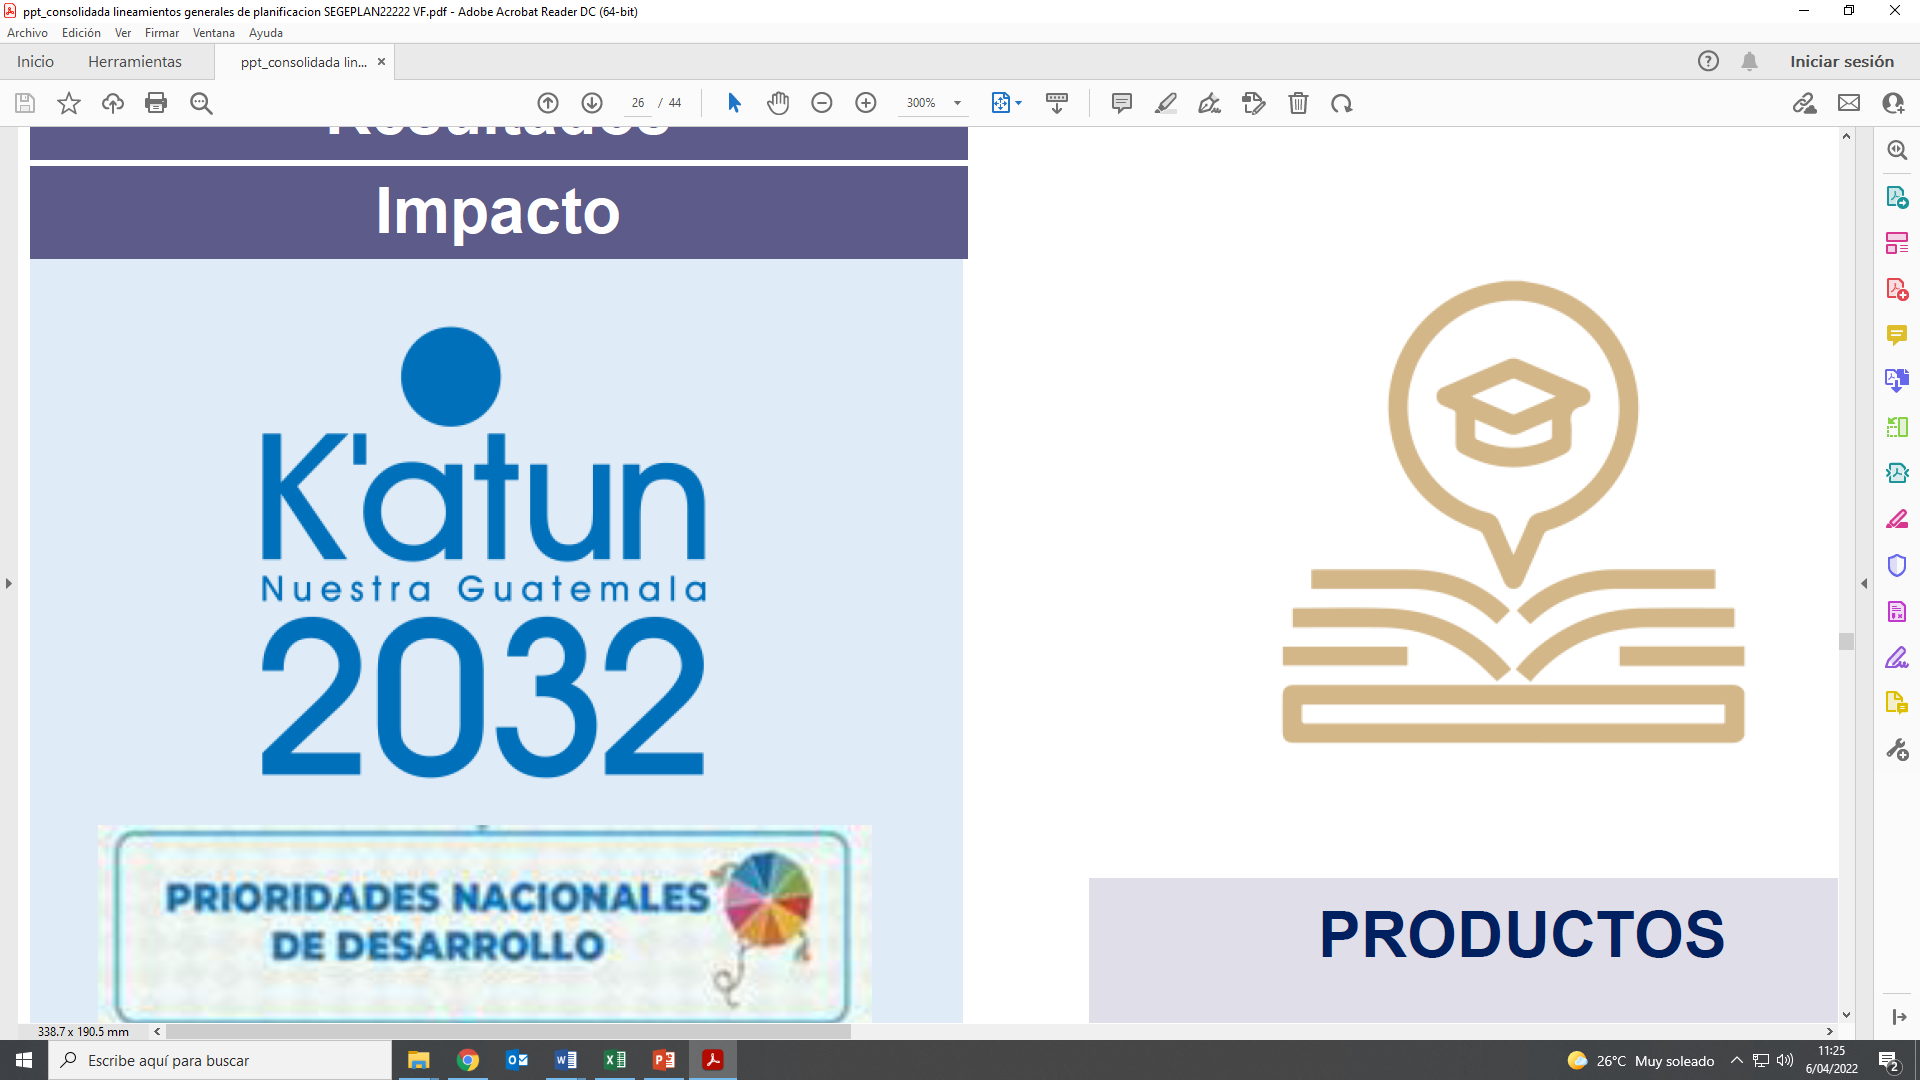 ppt_consolidada lineamientos generales de planificacion SEGEPLAN22222 VF.pdf - Adobe Acrobat Reader DC (64-bit)
Archivo Edición Ver Firmar Ventana Ayuda
Inicio Herramientas ppt_consolidada lin... Iniciar sesión
26 / 44 300%
Resultados
Impacto
K'atun
Nuestra Guatemala
2032
PRIORIDADES NACIONALES
DE DESARROLLO
PRODUCTOS
338.7 x 190.5 mm
Escribe aquí para buscar
26°C Muy soleado
11:25
6/04/2022
2